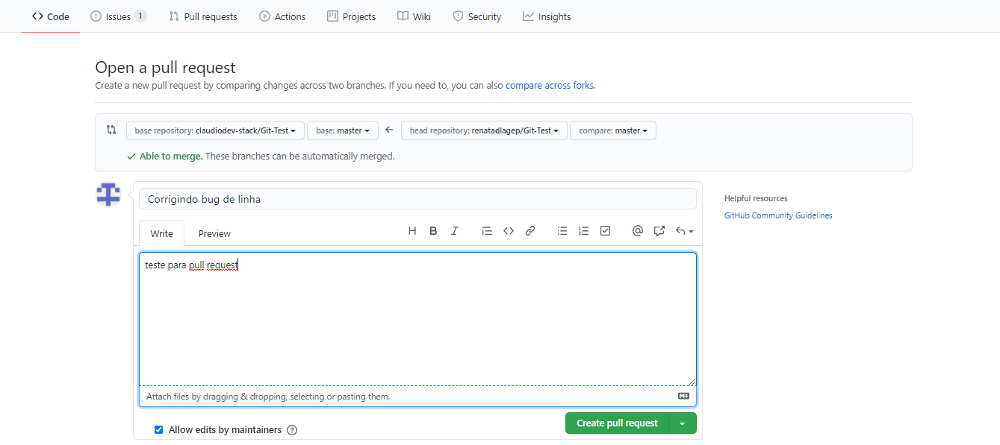 Code Issues 1 Pull requests Actions Projects Wiki Security Insights
Open a pull request
Create a new pull request by comparing changes across two branches. If you need to, you can also compare across forks.
base repository: claudiodev-stack/Git-Test base: master ← head repository: renatadlagep/Git-Test compare: master
Able to merge. These branches can be automatically merged.
Corrigindo bug de linha
Helpful resources
GitHub Community Guidelines
Write Preview H B I @
teste para pull request
Attach files by dragging & dropping, selecting or pasting them.
Allow edits by maintainers ?
Create pull request